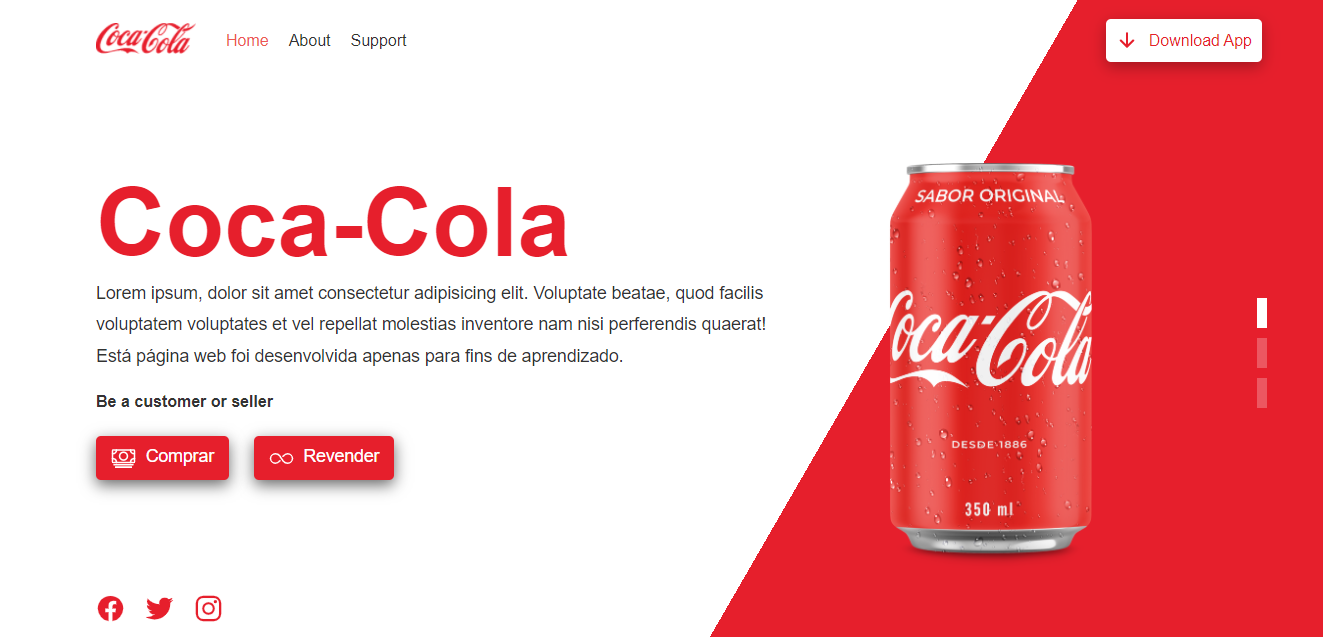 Coca-Cola
Home
About
Support
Download App
Coca-Cola
Lorem ipsum, dolor sit amet consectetur adipisicing elit. Voluptate beatae, quod facilis
voluptatem voluptates et vel repellat molestias inventore nam nisi perferendis quaerat!
Está página web foi desenvolvida apenas para fins de aprendizado.
Be a customer or seller
Comprar
Revender
SABOR ORIGINAL
Coca-Cola
DESDE 1886
350 ml